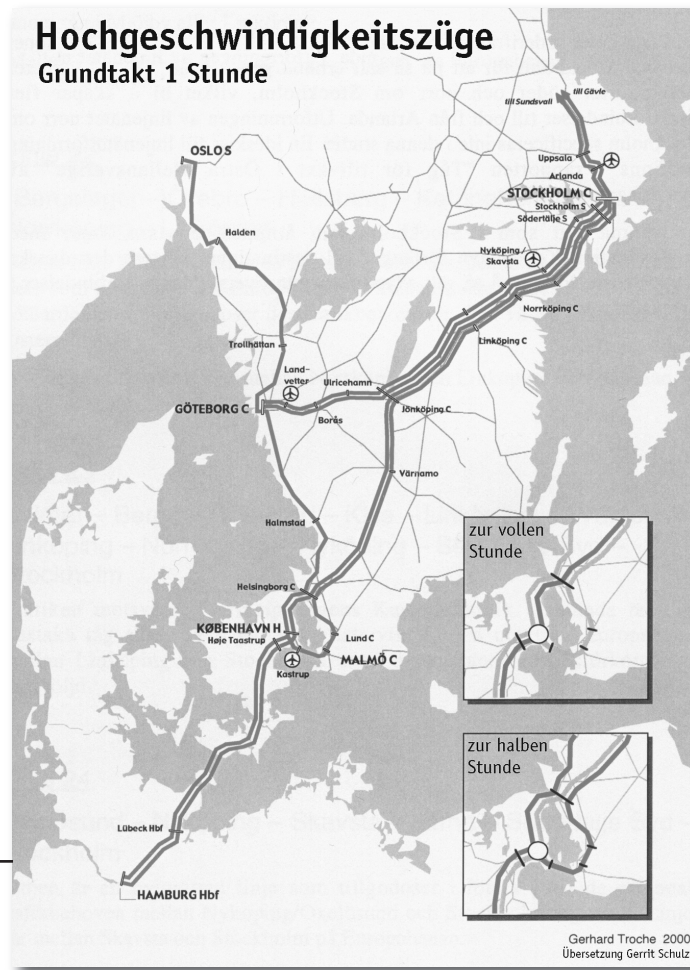 Hochgeschwindigkeitszüge
Grundtakt 1 Stunde
till Gävle
till Sundsvall
OSLO S
Uppsala
Arlanda
STOCKHOLM C
Stockholm S
Södertälje S
Halden
Nyköping/
Skavsta
Norrköping C
Linköping C
Trollhättan
Land-
vetter
Ulricehamn
GÖTEBORG C
Borås
Jönköping C
Värnamo
Halmstad
zur vollen
Stunde
Helsingborg C
KØBENHAVN H
Høje Taastrup
Lund C
MALMÖ C
Kastrup
zur halben
Stunde
Lübeck Hbf
HAMBURG Hbf
Gerhard Troche 2000
Übersetzung Gerrit Schulz